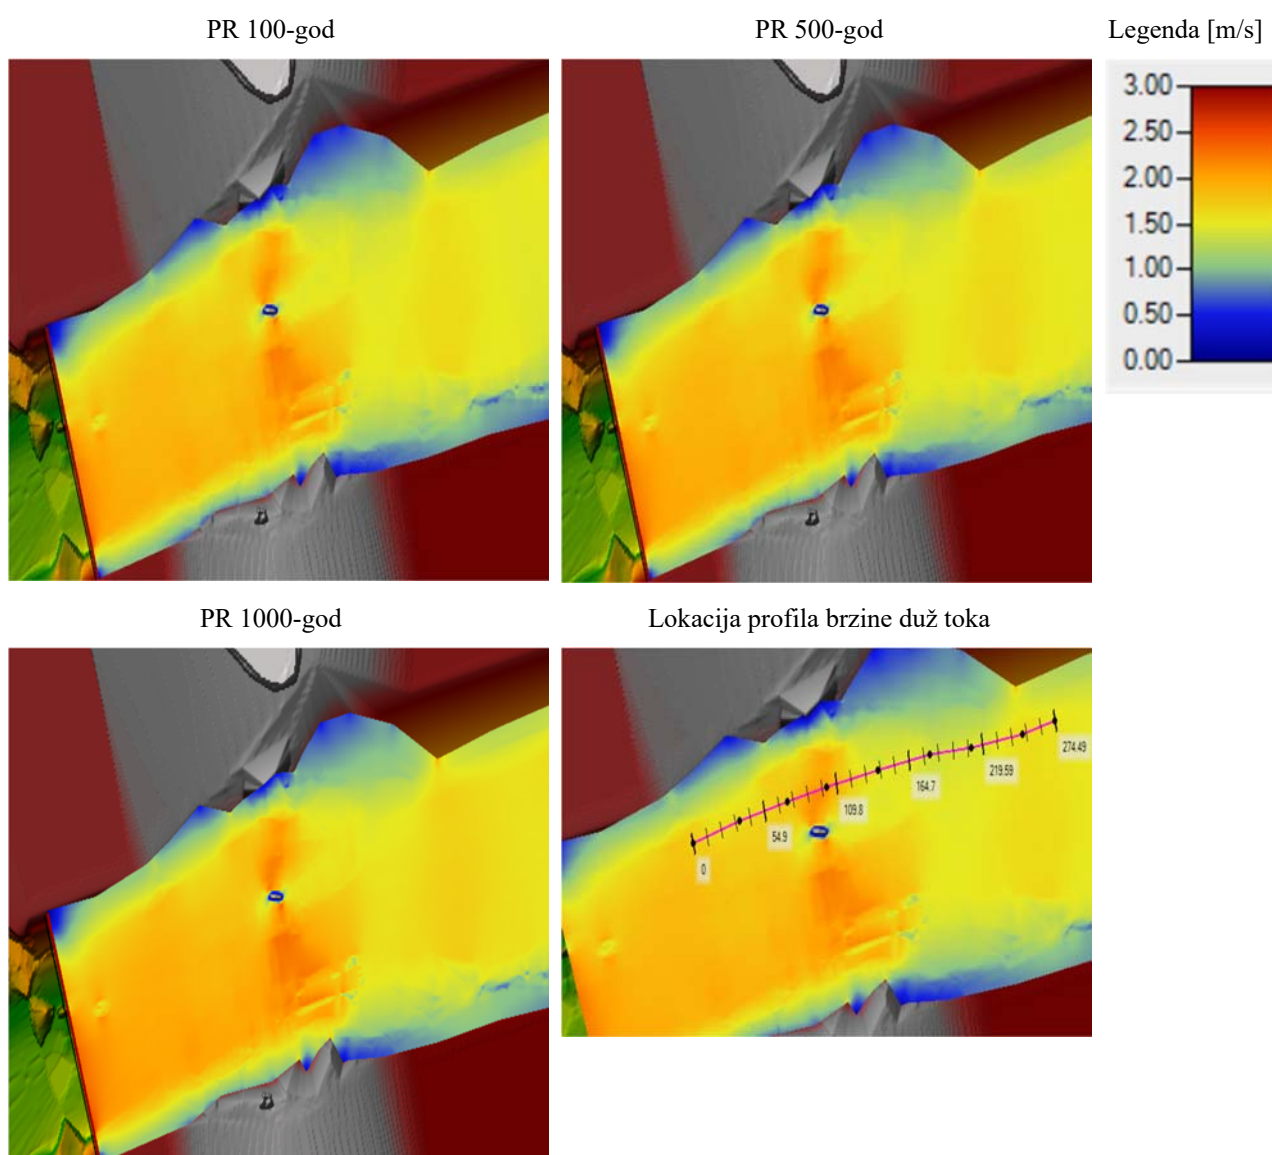 PR 100-god
PR 500-god
Legenda [m/s]
3.00
2.50
2.00
1.50
1.00
0.50
0.00
PR 1000-god
Lokacija profila brzine duž toka
0
54.9
109.8
164.7
219.59
274.49